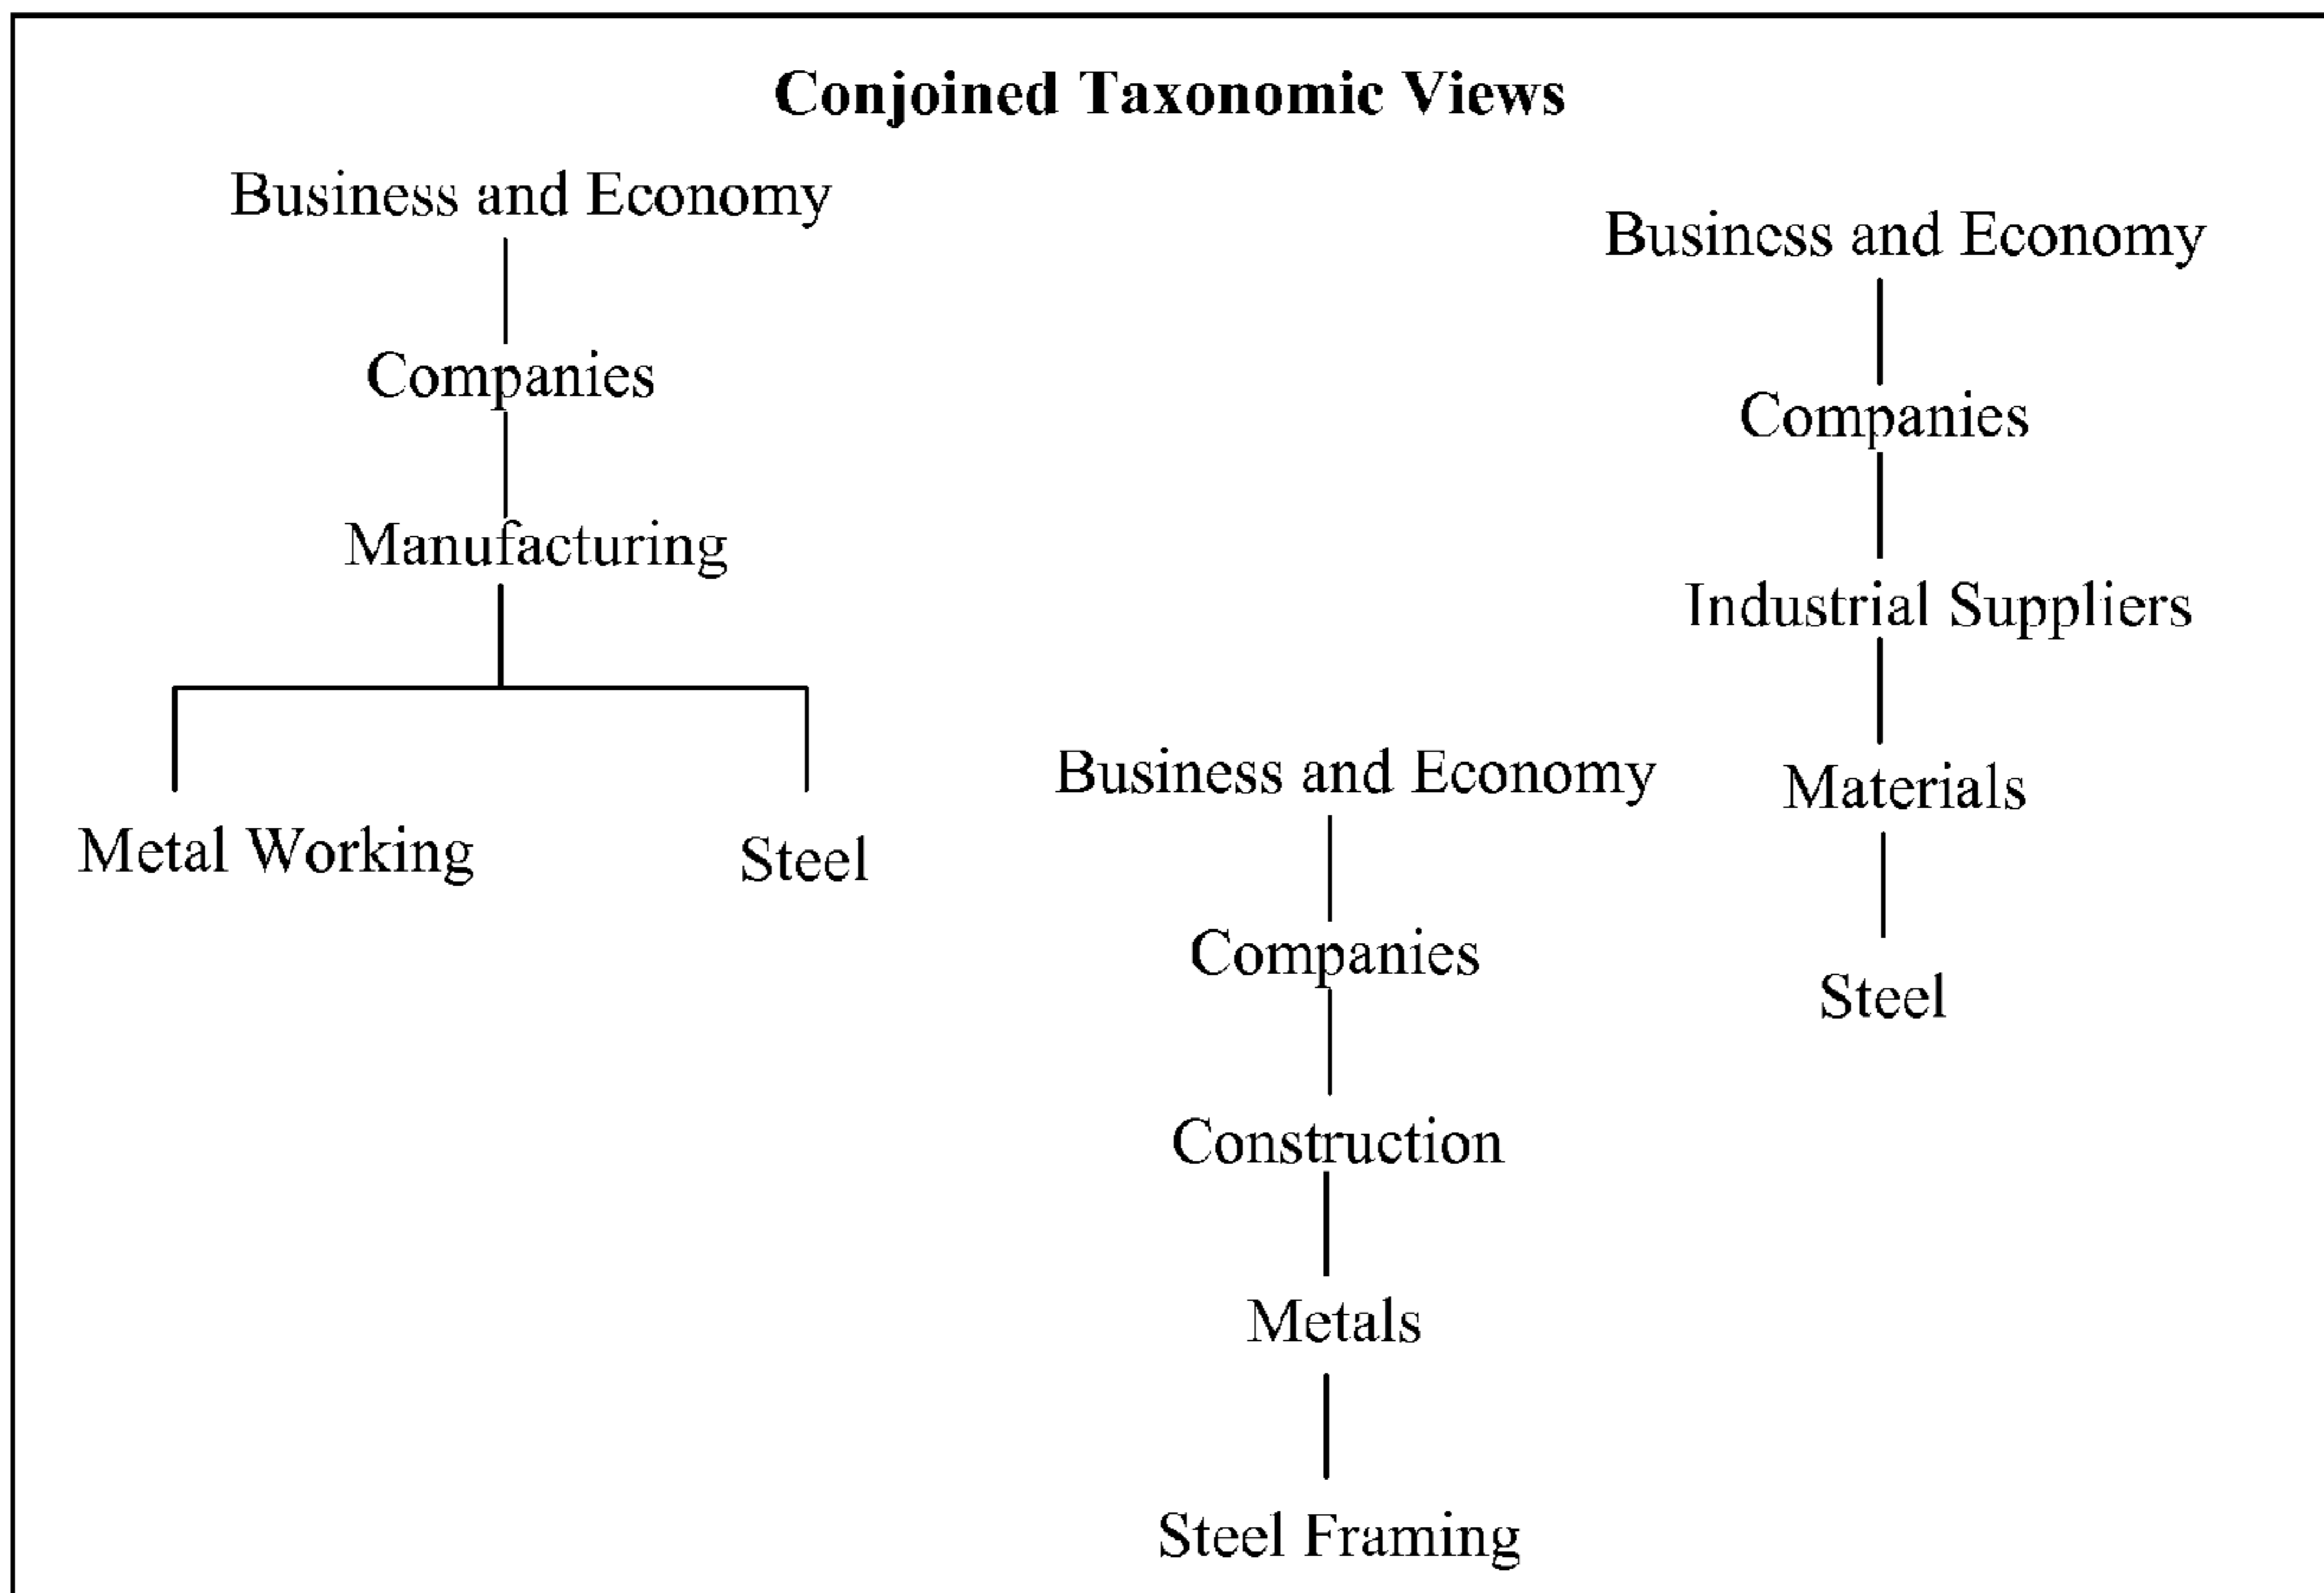 Conjoined Taxonomic Views
Business and Economy
Companies
Manufacturing
Metal Working
Steel
Business and Economy
Companies
Construction
Metals
Steel Framing
Business and Economy
Companies
Industrial Suppliers
Materials
Steel